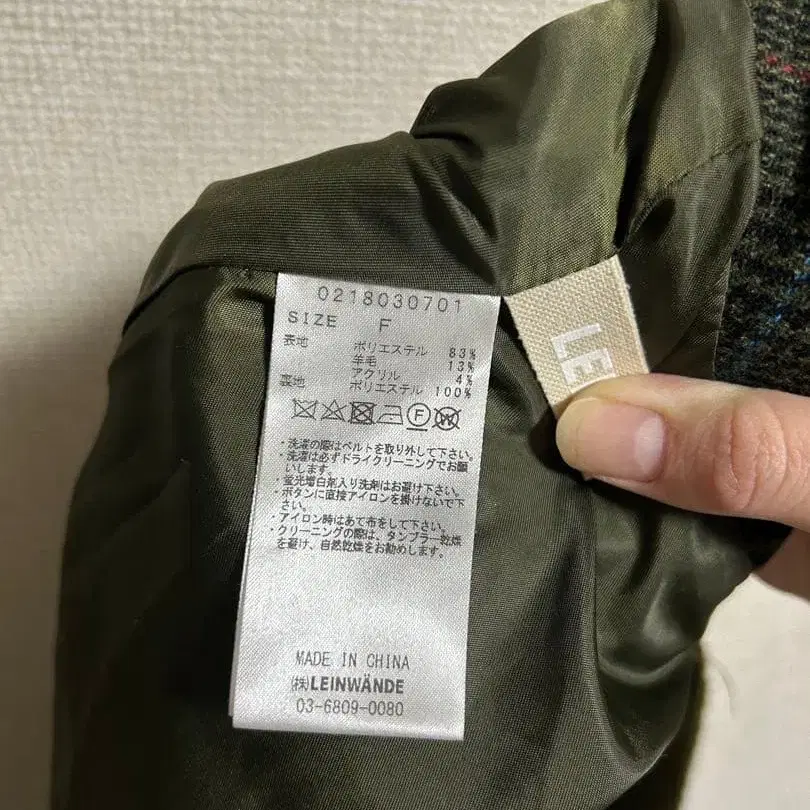 0218030701
SIZE F
表地 ポリエステル 83%
羊毛 13%
アクリル 4%
裏地 ポリエステル 100%
F W
・洗濯の際はベルトを取り外して下さい。
・洗濯は必ずドライクリーニングでお願
いします。
・蛍光増白剤入り洗剤はお避け下さい。
・ボタンに直接アイロンを掛けないで下
さい。
・アイロン時はあて布をして下さい。
・クリーニングの際は、タンブラー乾燥
を避け、自然乾燥をお勧めします。
MADE IN CHINA
(株)LEINWÄNDE
03-6809-0080
LE